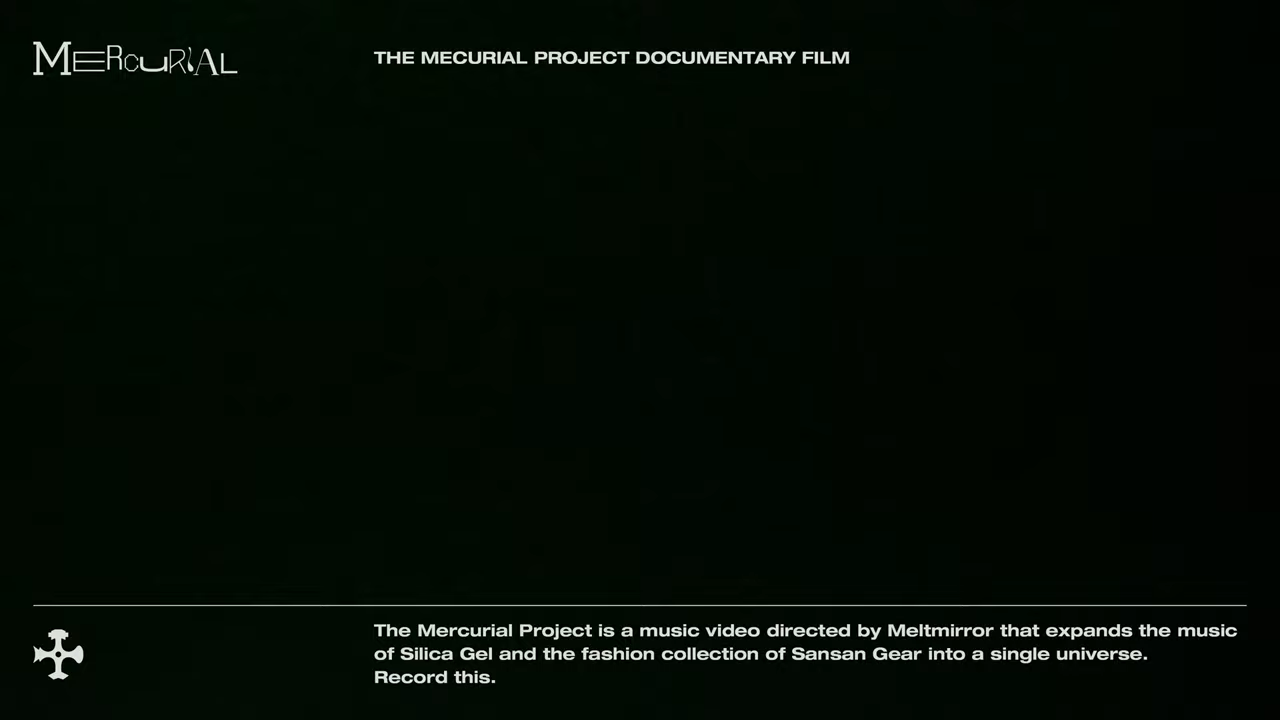 MERCURIAL
THE MECURIAL PROJECT DOCUMENTARY FILM
The Mercurial Project is a music video directed by Meltmirror that expands the music
of Silica Gel and the fashion collection of Sansan Gear into a single universe.
Record this.